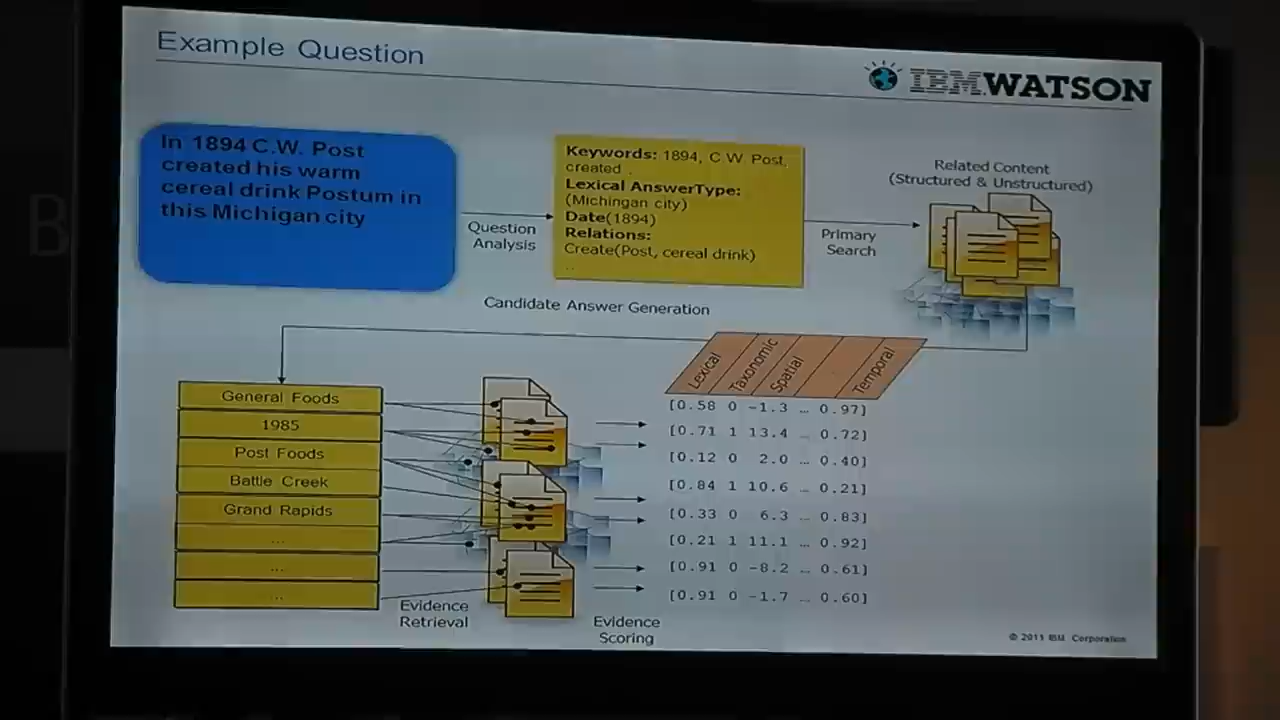 Example Question
IBM WATSON
In 1894 C.W. Post
created his warm
cereal drink Postum in
this Michigan city
Question
Analysis
Keywords: 1894, C.W. Post,
created .
Lexical AnswerType:
(Michingan city)
Date(1894)
Relations:
Create(Post, cereal drink)
..
Primary
Search
Related Content
(Structured & Unstructured)
Candidate Answer Generation
General Foods
1985
Post Foods
Battle Creek
Grand Rapids
...
...
...
Evidence
Retrieval
Evidence
Scoring
Lexical
Taxonomic
Spatial
Temporal
[0.58 0 -1.3 ... 0.97]
[0.71 1 13.4 ... 0.72]
[0.12 0 2.0 ... 0.40]
[0.84 1 10.6 ... 0.21]
[0.33 0 6.3 ... 0.83]
[0.21 1 11.1 ... 0.92]
[0.91 0 -8.2 ... 0.61]
[0.91 0 -1.7 ... 0.60]
© 2011 IBM Corporation
B